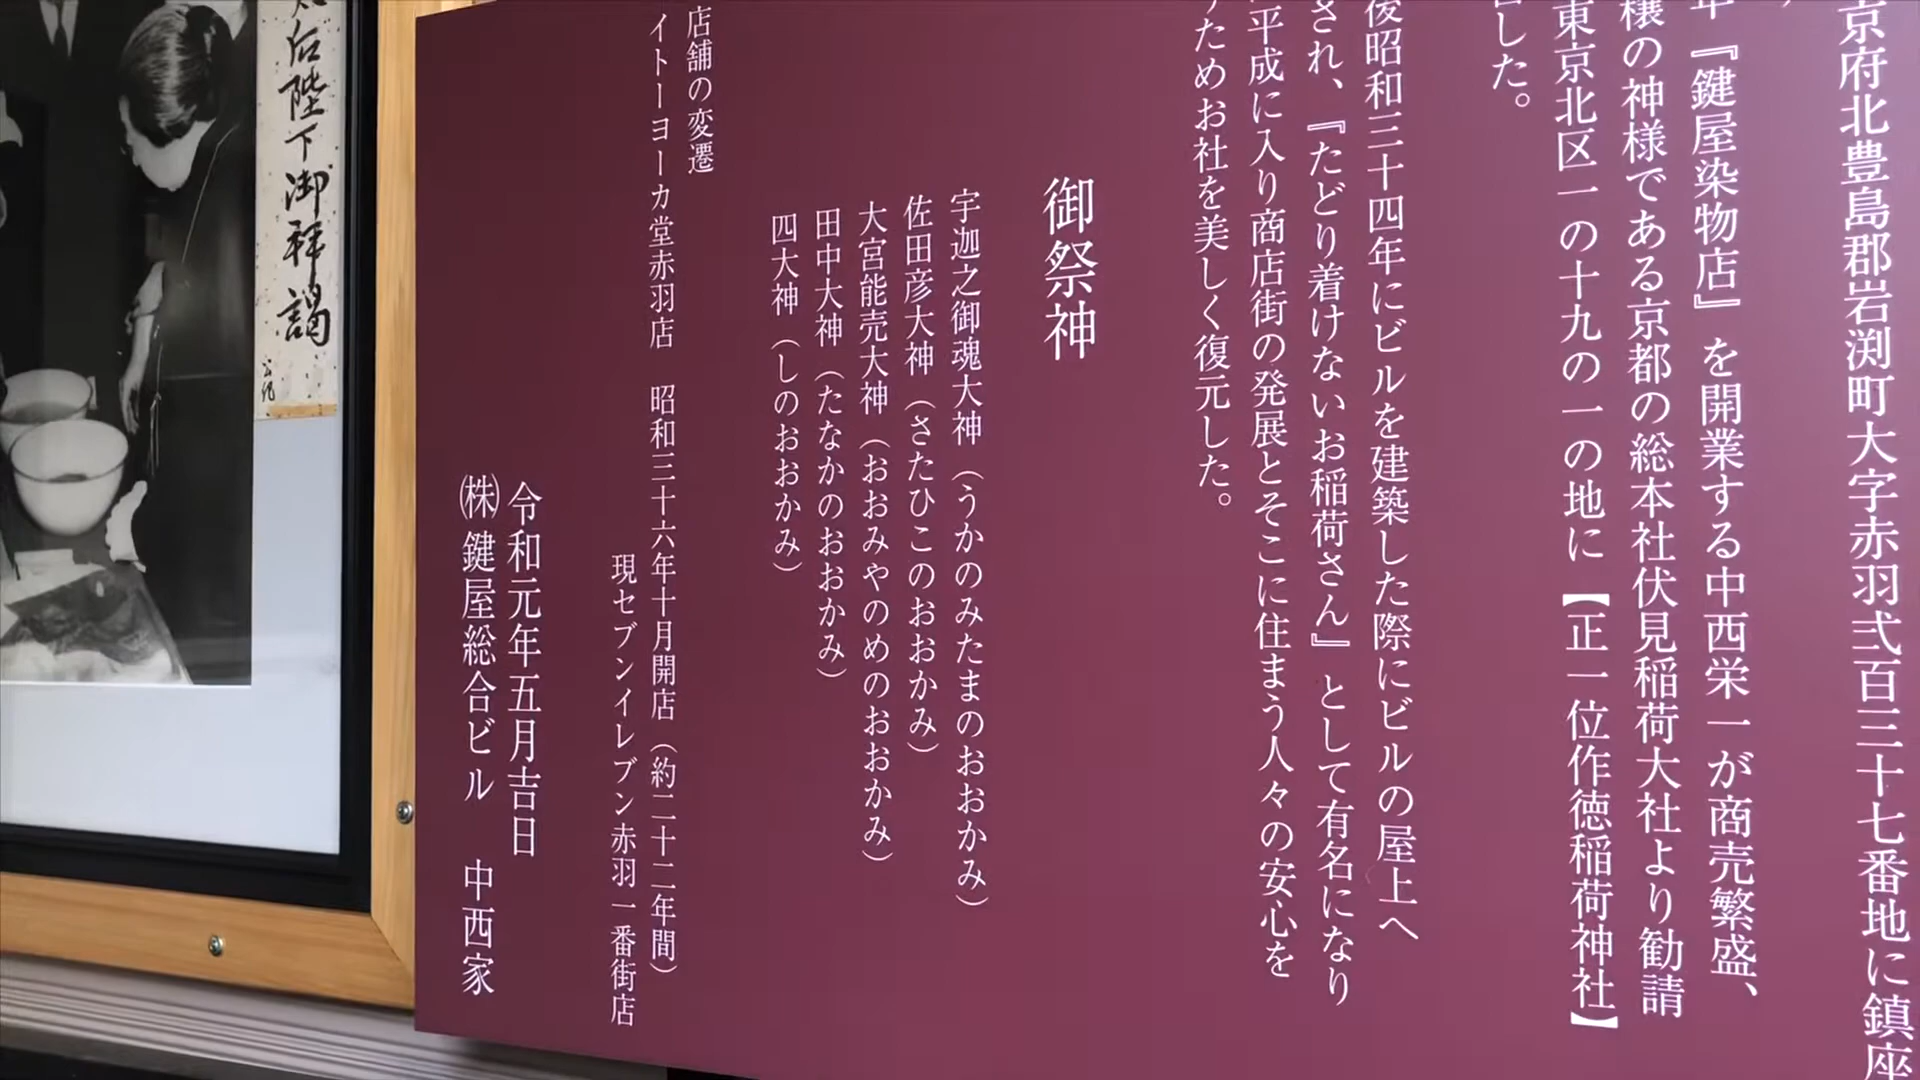 京府北豊島郡岩渕町大字赤羽弍百三十七番地に鎮座
年『鍵屋染物店』を開業する中西栄一が商売繁盛、
穣の神様である京都の総本社伏見稲荷大社より勧請
東京北区一の十九の一の地に【正一位作徳稲荷神社】
した。
後昭和三十四年にビルを建築した際にビルの屋上へ
され、『たどり着けないお稲荷さん』として有名になり
平成に入り商店街の発展とそこに住まう人々の安心を
ためお社を美しく復元した。
御祭神
宇迦之御魂大神（うかのみたまのおおかみ）
佐田彦大神（さたひこのおおかみ）
大宮能売大神（おおみやのめのおおかみ）
田中大神（たなかのおおかみ）
四大神（しのおおかみ）
店舗の変遷
イトーヨーカ堂赤羽店　昭和三十六年十月開店（約二十二年間）
現セブンイレブン赤羽一番街店
令和元年五月吉日
㈱鍵屋総合ビル　中西家
后陛下御拝謁